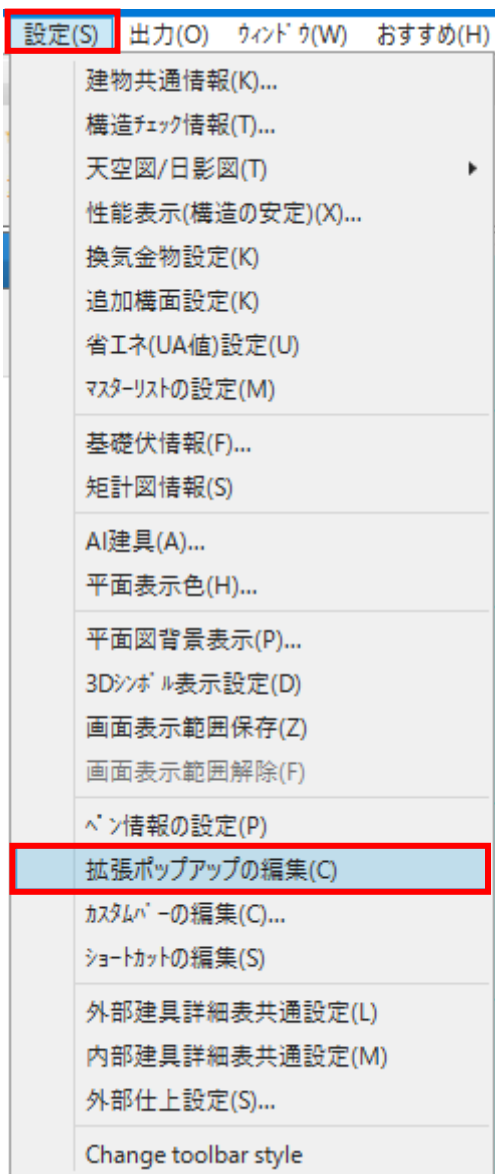 設定(S) 出力(O) ｳｨﾝﾄﾞｳ(W) おすすめ(H)
建物共通情報(K)...
構造ﾁｪｯｸ情報(T)...
天空図/日影図(T)
性能表示(構造の安定)(X)...
換気金物設定(K)
追加構面設定(K)
省エネ(UA値)設定(U)
ﾏｽﾀｰﾘｽﾄの設定(M)
基礎伏情報(F)...
矩計図情報(S)
AI建具(A)...
平面表示色(H)...
平面図背景表示(P)...
3Dｼﾝﾎﾞﾙ表示設定(D)
画面表示範囲保存(Z)
画面表示範囲解除(F)
ﾍﾟﾝ情報の設定(P)
拡張ポップアップの編集(C)
ｶｽﾀﾑﾊﾞｰの編集(C)...
ｼｮｰﾄｶｯﾄの編集(S)
外部建具詳細表共通設定(L)
内部建具詳細表共通設定(M)
外部仕上設定(S)...
Change toolbar style